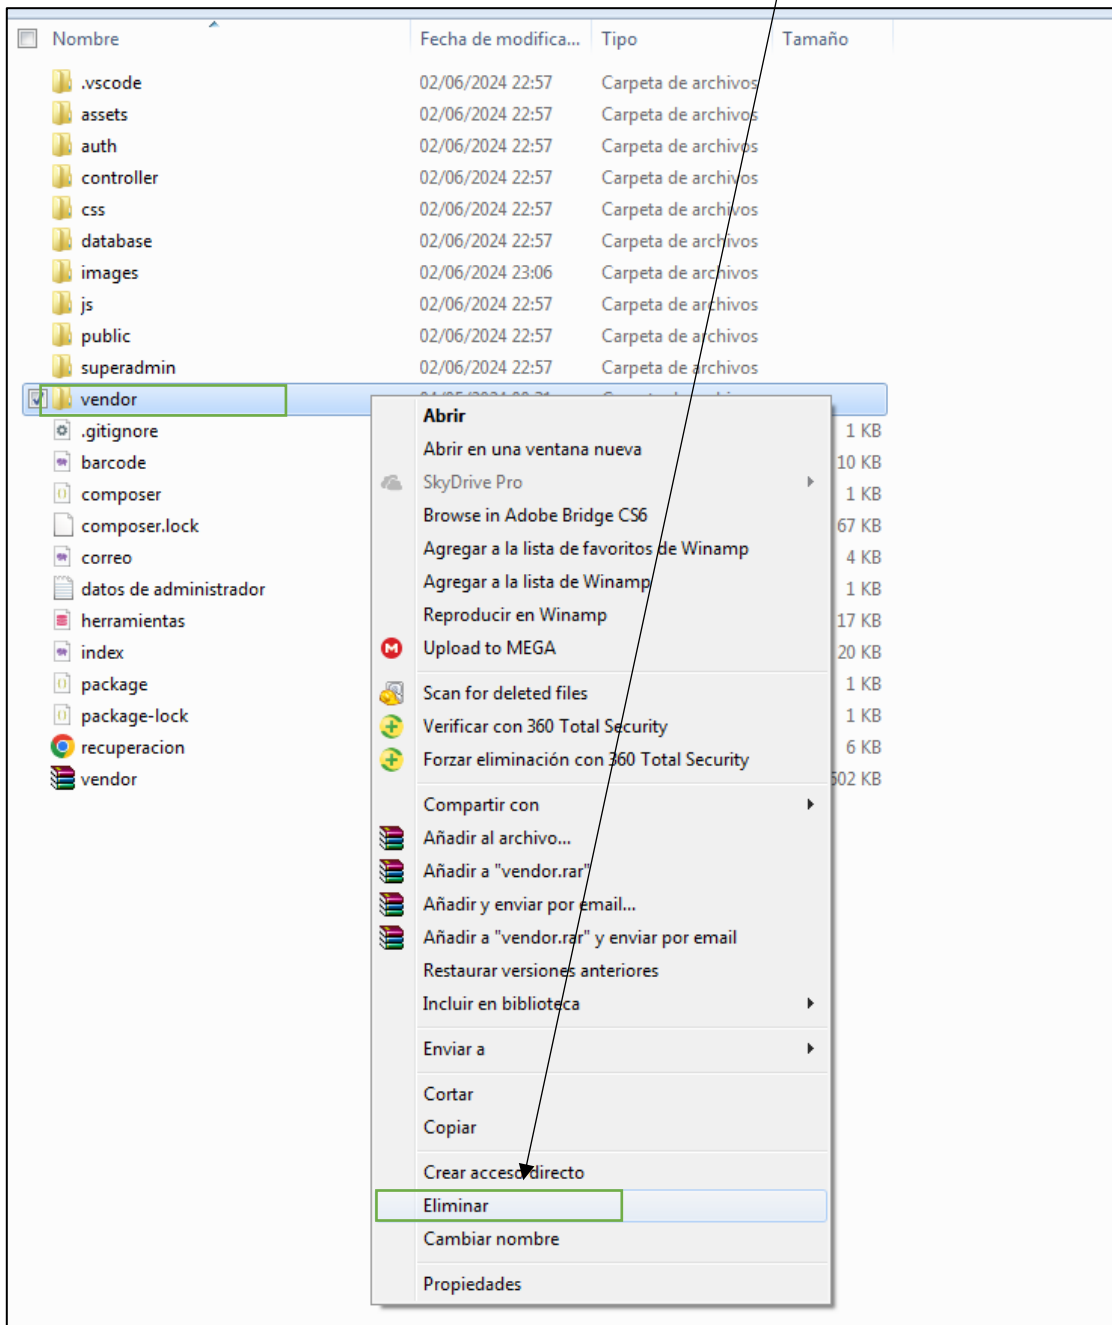 Nombre Fecha de modifica... Tipo Tamaño
.vscode 02/06/2024 22:57 Carpeta de archivos
assets 02/06/2024 22:57 Carpeta de archivos
auth 02/06/2024 22:57 Carpeta de archivos
controller 02/06/2024 22:57 Carpeta de archivos
css 02/06/2024 22:57 Carpeta de archivos
database 02/06/2024 22:57 Carpeta de archivos
images 02/06/2024 23:06 Carpeta de archivos
js 02/06/2024 22:57 Carpeta de archivos
public 02/06/2024 22:57 Carpeta de archivos
superadmin 02/06/2024 22:57 Carpeta de archivos
vendor
.gitignore 1 KB
barcode 10 KB
composer 1 KB
composer.lock 67 KB
correo 4 KB
datos de administrador 1 KB
herramientas 17 KB
index 20 KB
package 1 KB
package-lock 1 KB
recuperacion 6 KB
vendor 602 KB
Abrir
Abrir en una ventana nueva
SkyDrive Pro
Browse in Adobe Bridge CS6
Agregar a la lista de favoritos de Winamp
Agregar a la lista de Winamp
Reproducir en Winamp
Upload to MEGA
Scan for deleted files
Verificar con 360 Total Security
Forzar eliminación con 360 Total Security
Compartir con
Añadir al archivo...
Añadir a "vendor.rar"
Añadir y enviar por email...
Añadir a "vendor.rar" y enviar por email
Restaurar versiones anteriores
Incluir en biblioteca
Enviar a
Cortar
Copiar
Crear acceso directo
Eliminar
Cambiar nombre
Propiedades